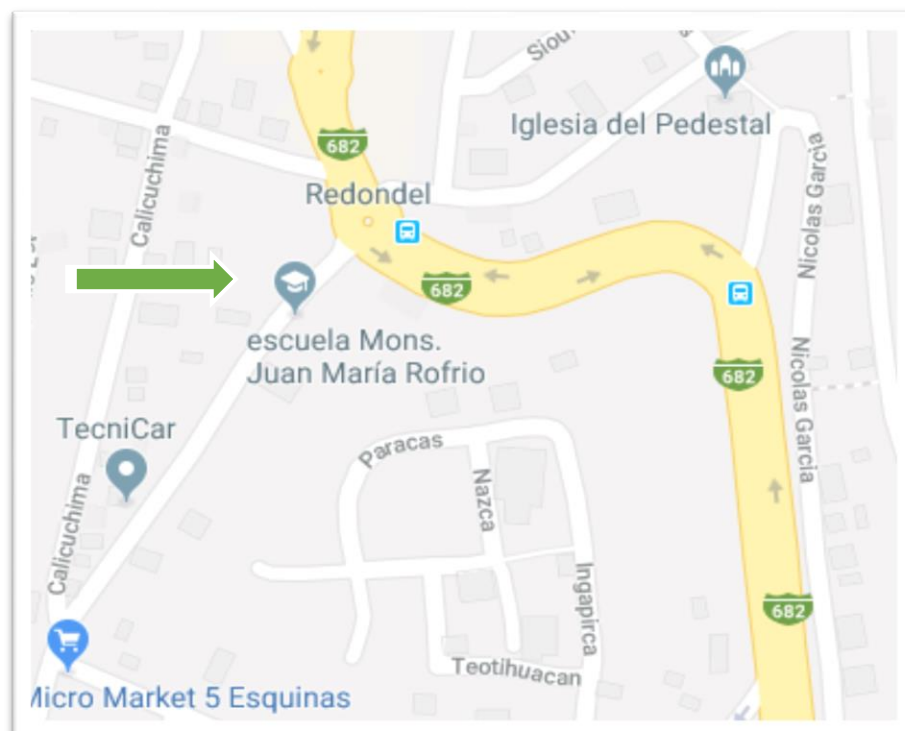 Iglesia del Pedestal
682
Calicuchima
Redondel
Nicolas Garcia
682
escuela Mons.
Juan María Rofrio
682
Nicolas Garcia
TecniCar
Paracas
Nazca
Calicuchima
Ingapirca
682
Teotihuacan
Micro Market 5 Esquinas